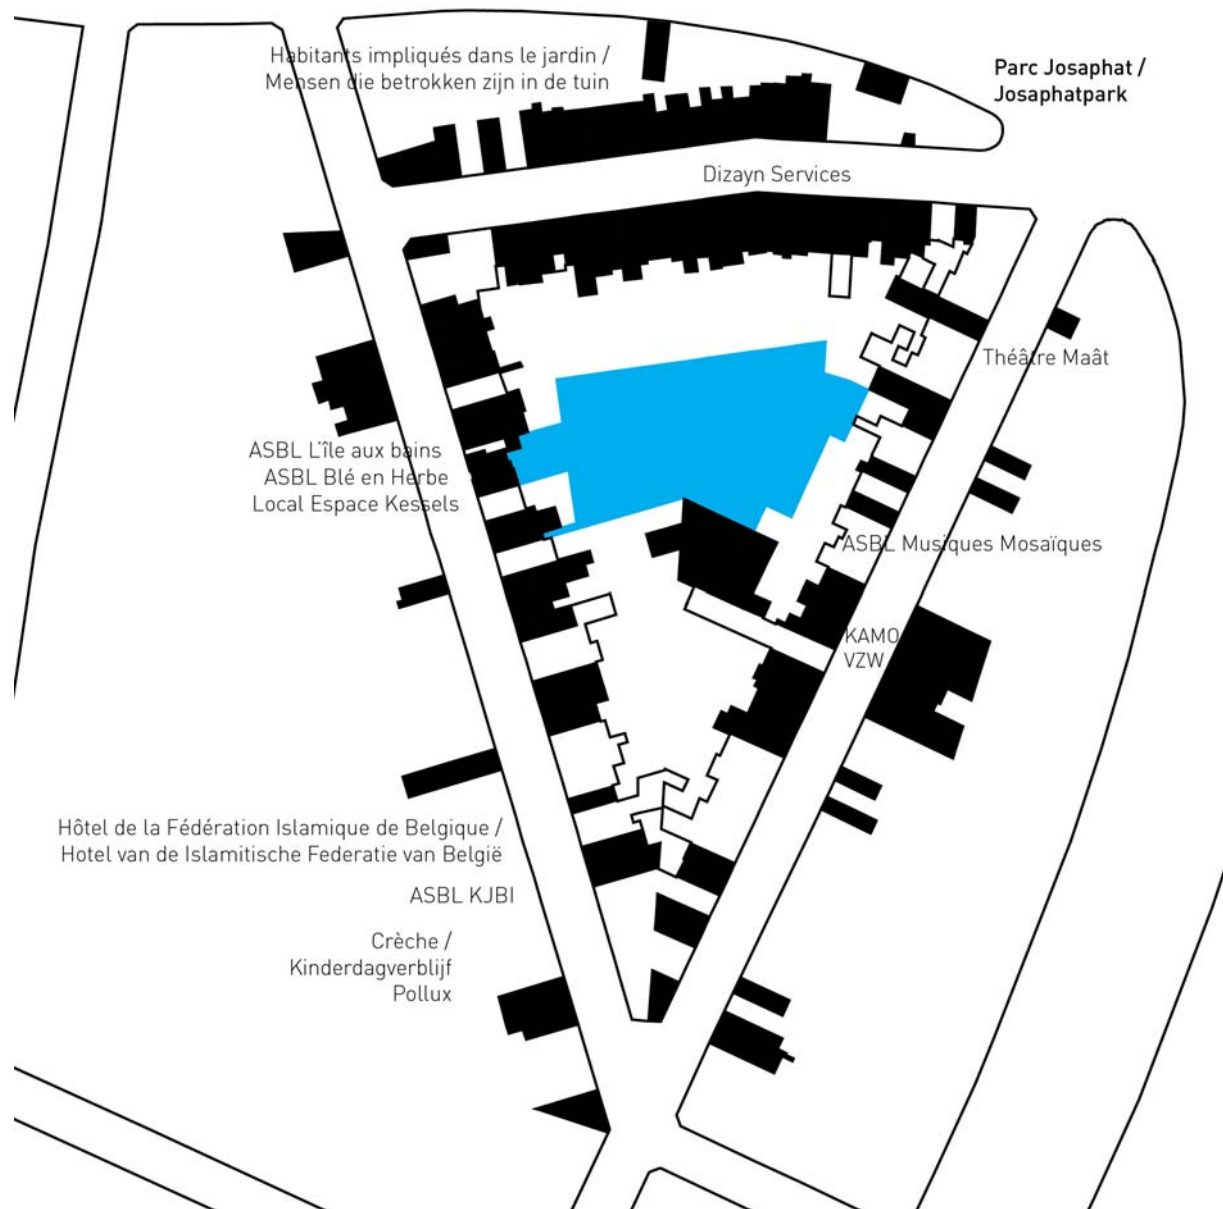 Habitants impliqués dans le jardin /
Mensen die betrokken zijn in de tuin
Parc Josaphat /
Josaphatpark
Dizayn Services
Théâtre Maât
ASBL L'île aux bains
ASBL Blé en Herbe
Local Espace Kessels
ASBL Musiques Mosaïques
KAMO
VZW
Hôtel de la Fédération Islamique de Belgique /
Hotel van de Islamitische Federatie van België
ASBL KJBI
Crèche /
Kinderdagverblijf
Pollux